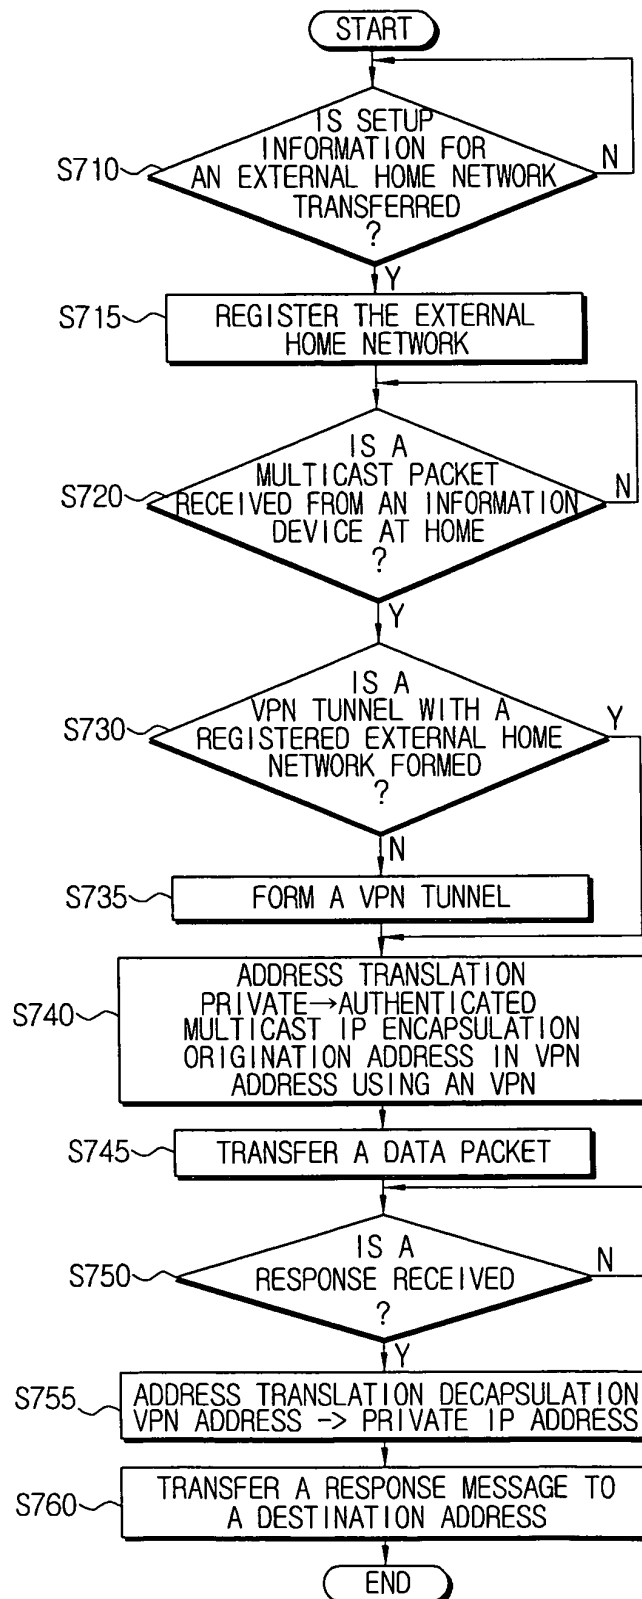 START
IS SETUP
INFORMATION FOR
AN EXTERNAL HOME NETWORK
TRANSFERRED
?
S710
N
Y
S715
REGISTER THE EXTERNAL
HOME NETWORK
IS A
MULTICAST PACKET
RECEIVED FROM AN INFORMATION
DEVICE AT HOME
?
S720
N
Y
IS A
VPN TUNNEL WITH A
REGISTERED EXTERNAL HOME
NETWORK FORMED
?
S730
Y
N
S735
FORM A VPN TUNNEL
S740
ADDRESS TRANSLATION
PRIVATE→AUTHENTICATED
MULTICAST IP ENCAPSULATION
ORIGINATION ADDRESS IN VPN
ADDRESS USING AN VPN
S745
TRANSFER A DATA PACKET
IS A
RESPONSE RECEIVED
?
S750
N
Y
S755
ADDRESS TRANSLATION DECAPSULATION
VPN ADDRESS -> PRIVATE IP ADDRESS
S760
TRANSFER A RESPONSE MESSAGE TO
A DESTINATION ADDRESS
END